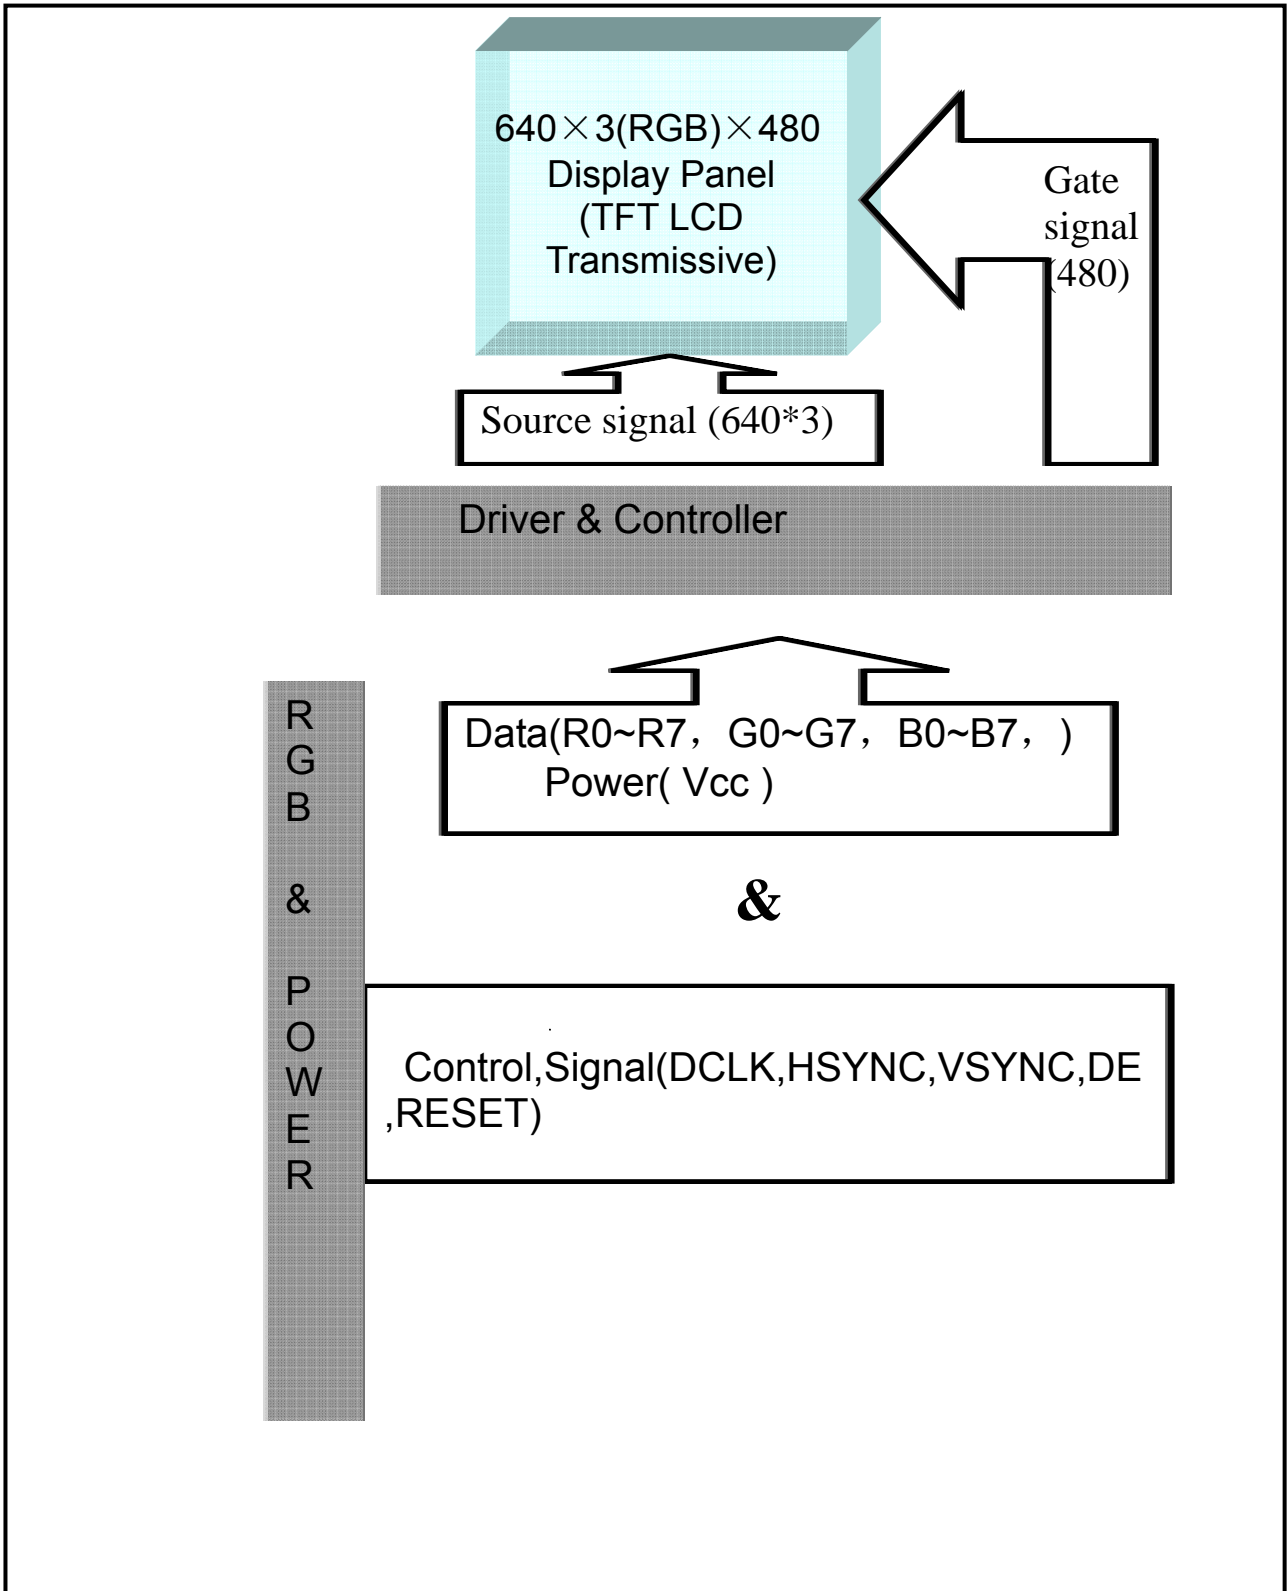 640×3(RGB)×480
Display Panel
(TFT LCD
Transmissive)
Gate
signal
(480)
Source signal (640*3)
Driver & Controller
Data(R0~R7，G0~G7，B0~B7，)
Power( Vcc )
&
R
G
B
&
P
O
W
E
R
Control,Signal(DCLK,HSYNC,VSYNC,DE
,RESET)